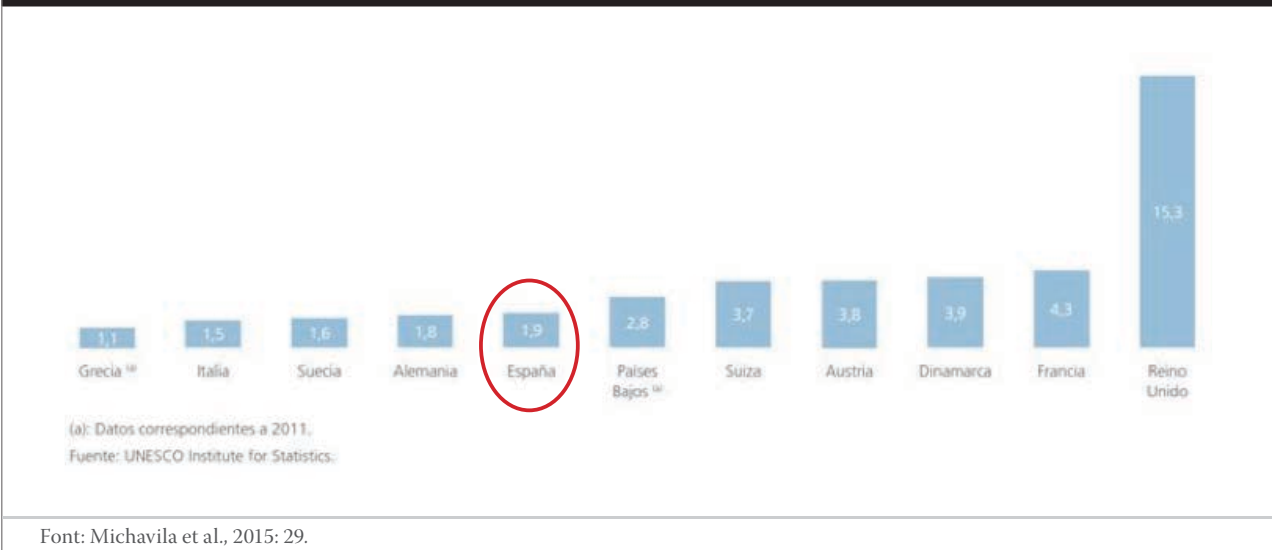 15,3
1,1
1,5
1,6
1,8
1,9
2,8
3,7
3,8
3,9
4,3
Grecia (a)
Italia
Suecia
Alemania
España
Países
Bajos (a)
Suiza
Austria
Dinamarca
Francia
Reino
Unido
(a): Datos correspondientes a 2011.
Fuente: UNESCO Institute for Statistics.
Font: Michavila et al., 2015: 29.